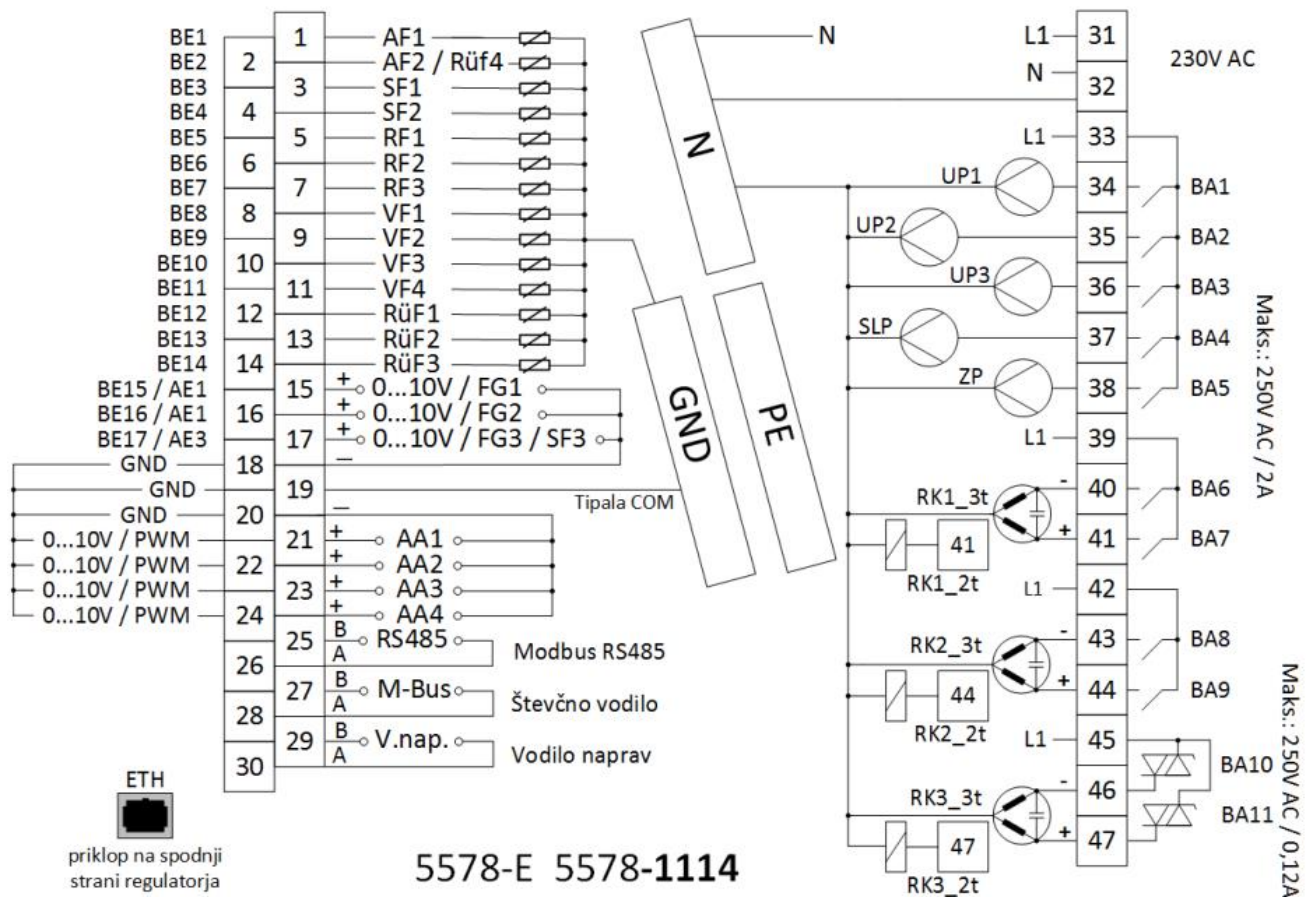 BE1 1 AF1
BE2 2 AF2 / Rüf4
BE3 3 SF1
BE4 4 SF2
BE5 5 RF1
BE6 6 RF2
BE7 7 RF3
BE8 8 VF1
BE9 9 VF2
BE10 10 VF3
BE11 11 VF4
BE12 12 RüF1
BE13 13 RüF2
BE14 14 RüF3
BE15 / AE1 15 + 0...10V / FG1
BE16 / AE1 16 + 0...10V / FG2
BE17 / AE3 17 + 0...10V / FG3 / SF3
GND 18 –
GND 19 Tipala COM
GND 20 –
0...10V / PWM 21 + AA1
0...10V / PWM 22 + AA2
0...10V / PWM 23 + AA3
0...10V / PWM 24 + AA4
25 B RS485
26 A Modbus RS485
27 B M-Bus
28 A Števčno vodilo
29 B V.nap.
30 A Vodilo naprav
ETH
priklop na spodnji
strani regulatorja
5578-E 5578-1114
N
GND
PE
N
L1 31
230V AC
N 32
L1 33
UP1 34 BA1
UP2 35 BA2
UP3 36 BA3
SLP 37 BA4
ZP 38 BA5
L1 39
RK1_3t - 40 BA6
41 + 41 BA7
RK1_2t
L1 42
RK2_3t - 43 BA8
44 + 44 BA9
RK2_2t
L1 45
BA10
RK3_3t - 46
BA11
47 + 47
RK3_2t
Maks.: 250V AC / 2A
Maks.: 250V AC / 0,12A